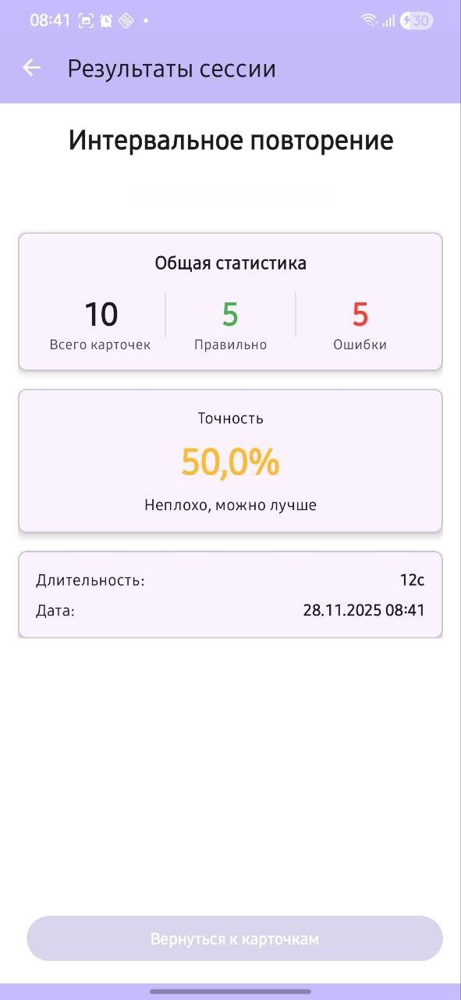 08:41
30
Результаты сессии
Интервальное повторение
Общая статистика
10 5 5
Всего карточек Правильно Ошибки
Точность
50,0%
Неплохо, можно лучше
Длительность: 12с
Дата: 28.11.2025 08:41
Вернуться к карточкам